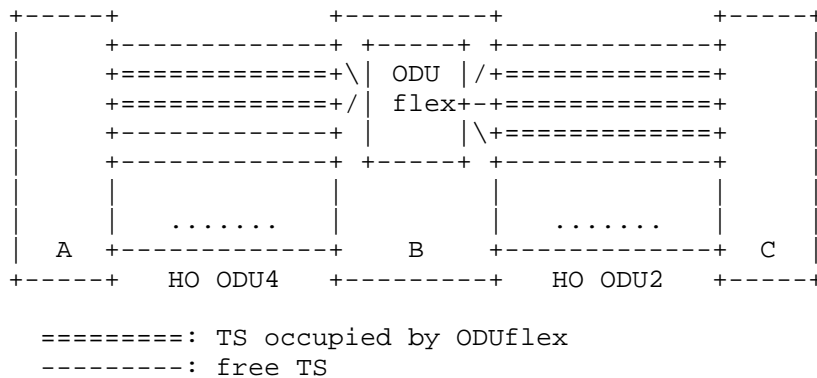 ODU
flex
.......   .......
A   B   C
HO ODU4   HO ODU2
=========: TS occupied by ODUflex
---------: free TS